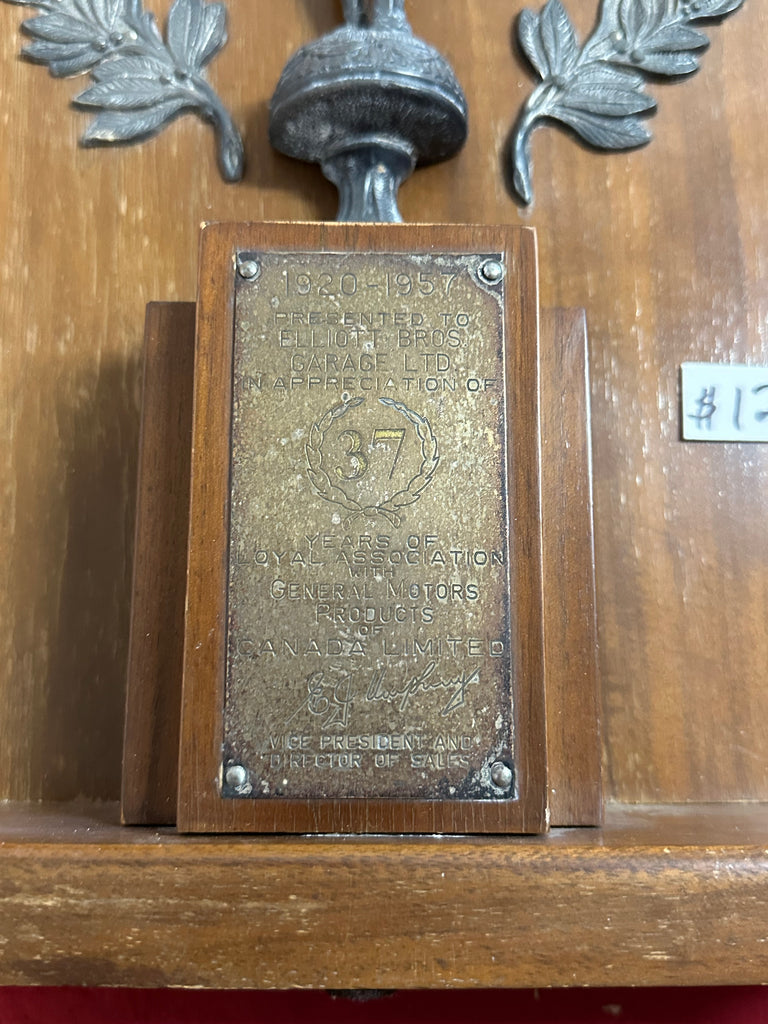 1920-1957
PRESENTED TO
ELLIOTT BROS.
GARAGE LTD
IN APPRECIATION OF
37
YEARS OF
LOYAL ASSOCIATION
WITH
GENERAL MOTORS
PRODUCTS
OF
CANADA LIMITED
VICE PRESIDENT AND
DIRECTOR OF SALES
$12